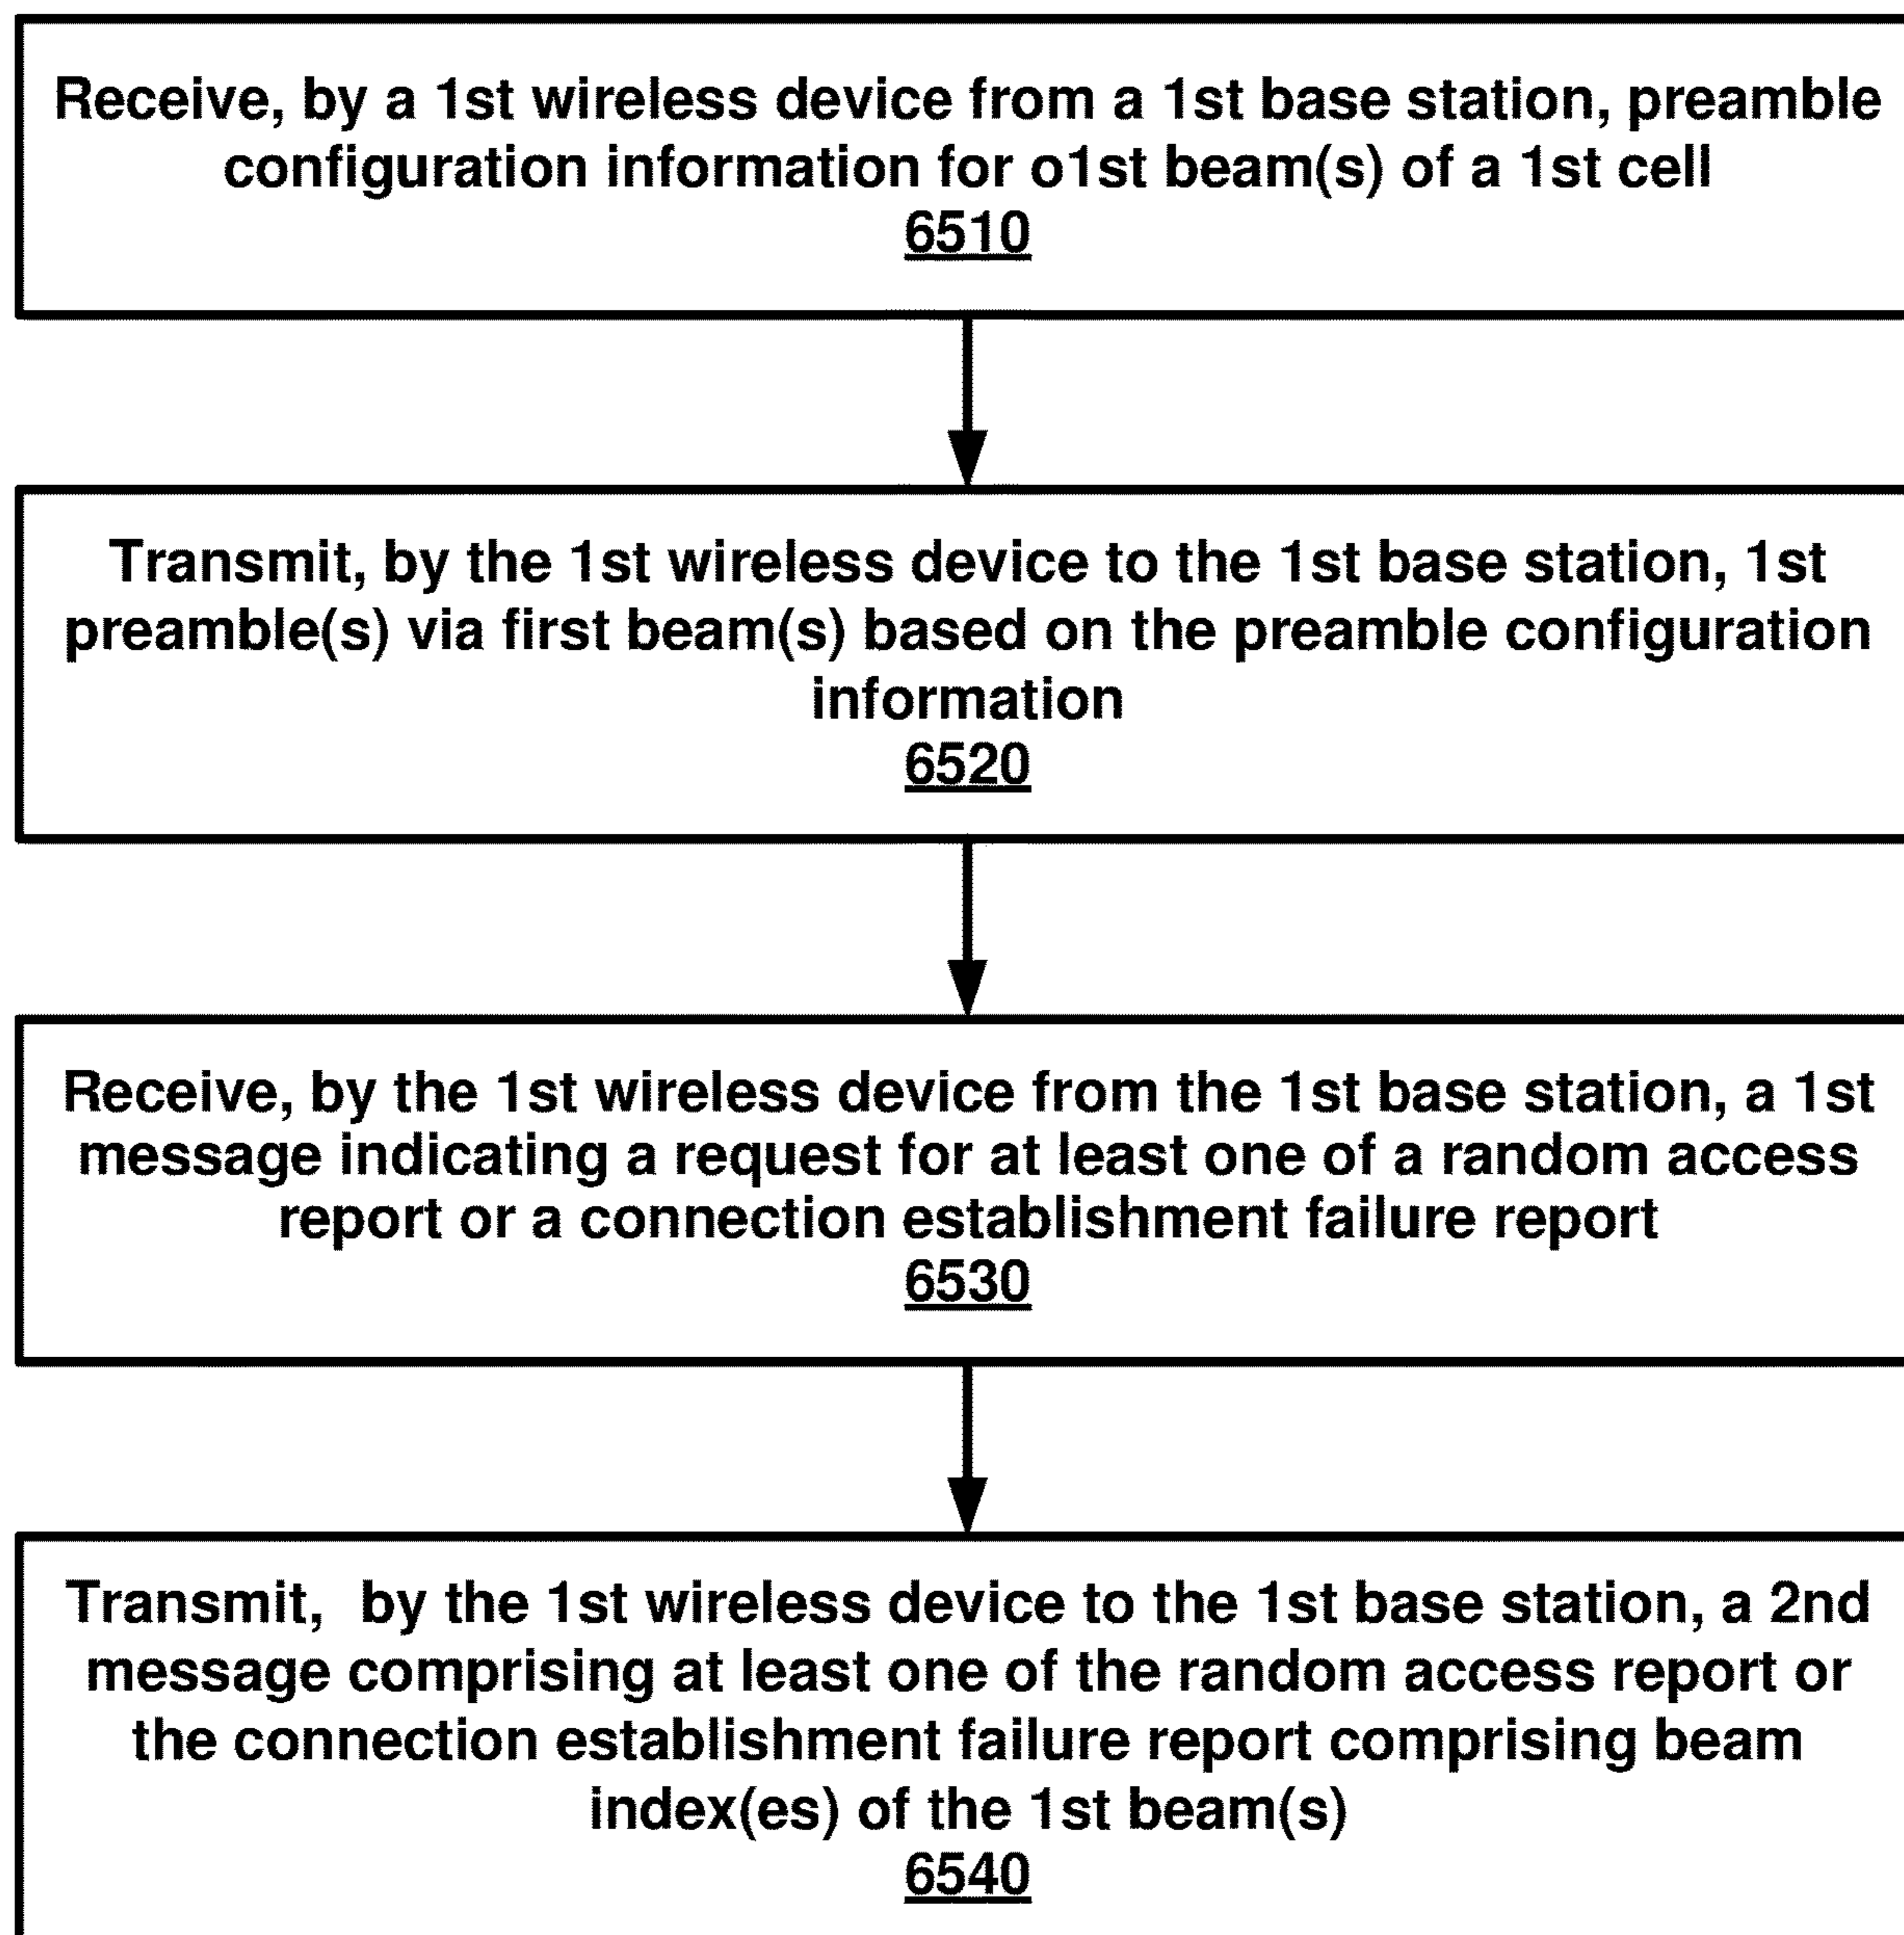 Receive, by a 1st wireless device from a 1st base station, preamble
configuration information for o1st beam(s) of a 1st cell
6510
Transmit, by the 1st wireless device to the 1st base station, 1st
preamble(s) via first beam(s) based on the preamble configuration
information
6520
Receive, by the 1st wireless device from the 1st base station, a 1st
message indicating a request for at least one of a random access
report or a connection establishment failure report
6530
Transmit,  by the 1st wireless device to the 1st base station, a 2nd
message comprising at least one of the random access report or
the connection establishment failure report comprising beam
index(es) of the 1st beam(s)
6540